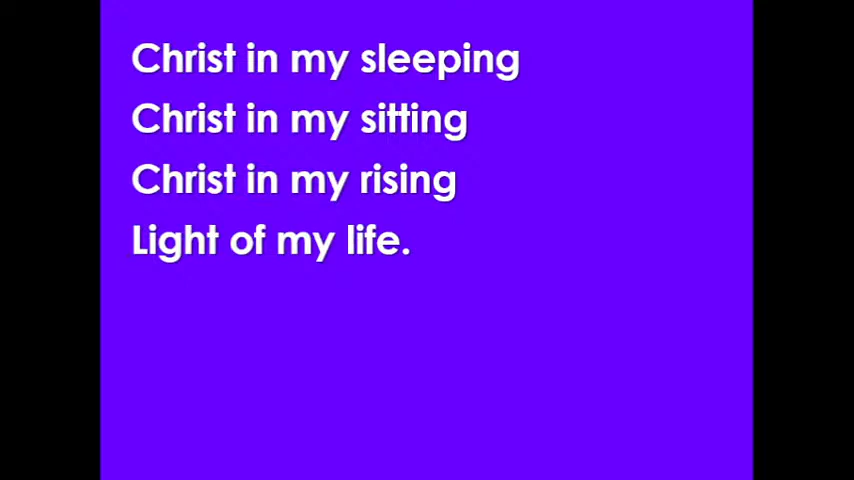 Christ in my sleeping
Christ in my sitting
Christ in my rising
Light of my life.